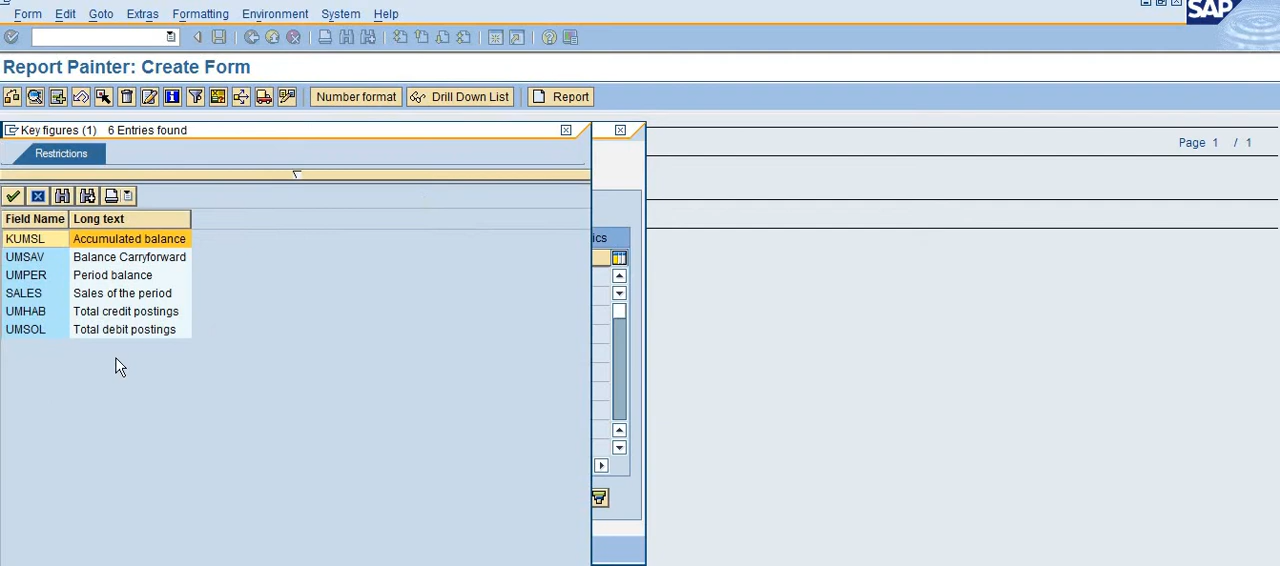 Form Edit Goto Extras Formatting Environment System Help
SAP
Report Painter: Create Form
Number format Drill Down List Report
Key figures (1) 6 Entries found
Restrictions
Page 1 / 1
Field Name Long text
ics
KUMSL Accumulated balance
UMSAV Balance Carryforward
UMPER Period balance
SALES Sales of the period
UMHAB Total credit postings
UMSOL Total debit postings